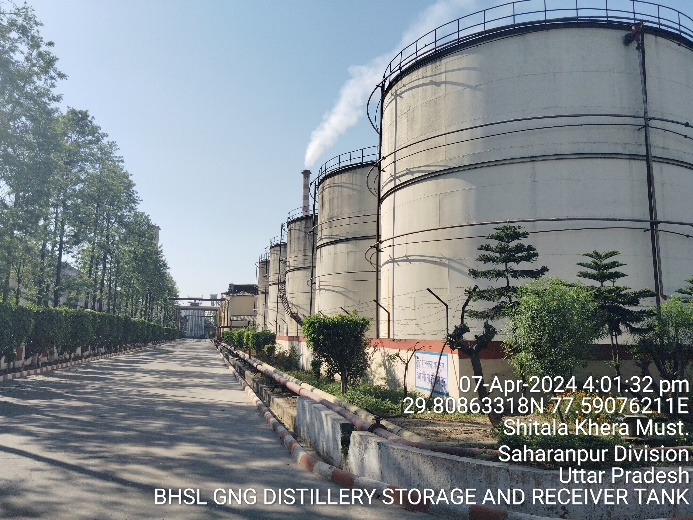 07-Apr-2024 4:01:32 pm
29.80863318N 77.59076211E
Shitala Khera Must.
Saharanpur Division
Uttar Pradesh
BHSL GNG DISTILLERY STORAGE AND RECEIVER TANK